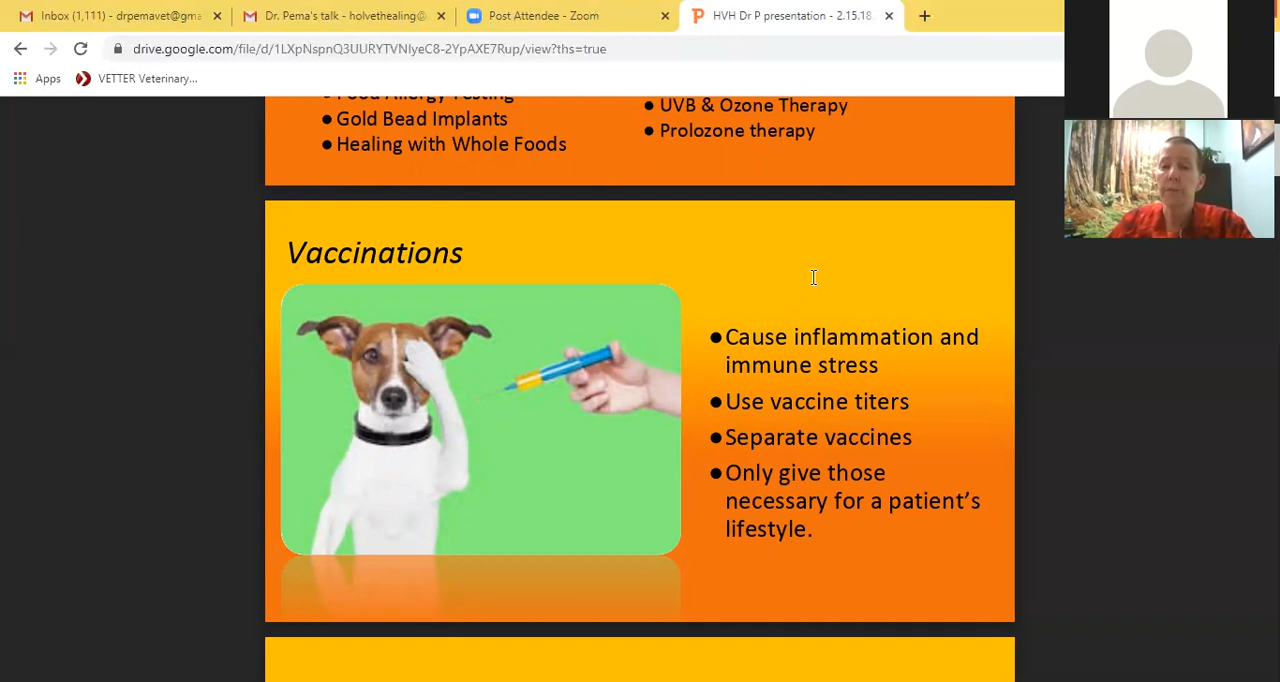 Inbox (1,111) - drpemavet@gma
Dr. Pema's talk - holvethealing@
Post Attendee - Zoom
HVH Dr P presentation - 2.15.18.
drive.google.com/file/d/1LXpNspnQ3UURYTVNIyeC8-2YpAXE7Rup/view?ths=true
Apps
VETTER Veterinary...
Food Allergy Testing
● UVB & Ozone Therapy
● Gold Bead Implants
● Prolozone therapy
● Healing with Whole Foods
Vaccinations
●Cause inflammation and
immune stress
●Use vaccine titers
●Separate vaccines
●Only give those
necessary for a patient's
lifestyle.